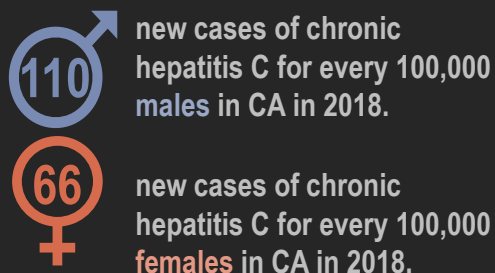 110
new cases of chronic
hepatitis C for every 100,000
males in CA in 2018.
66
new cases of chronic
hepatitis C for every 100,000
females in CA in 2018.